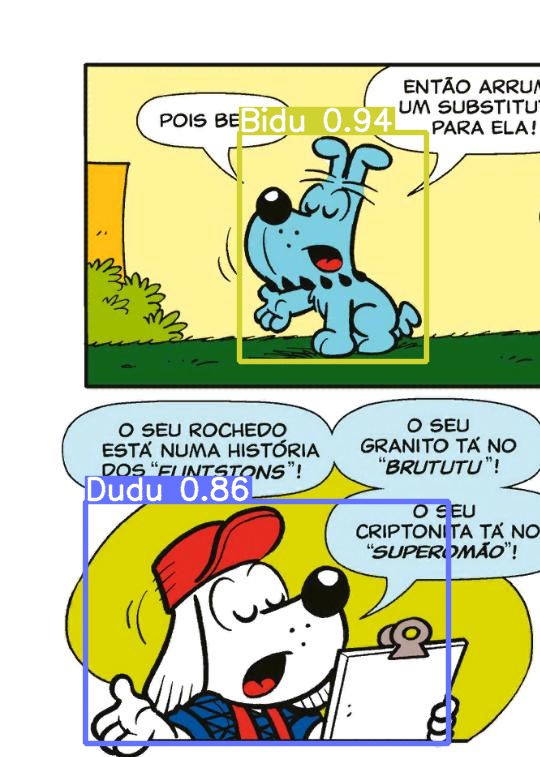 POIS BE
Bidu 0.94
ENTÃO ARRUM
UM SUBSTITUT
PARA ELA!
O SEU ROCHEDO
ESTÁ NUMA HISTÓRIA
DOS "FLINTSTONS"!
O SEU
GRANITO TÁ NO
"BRUTUTU"!
Dudu 0.86
O SEU
CRIPTONITA TÁ NO
"SUPEROMÃO"!